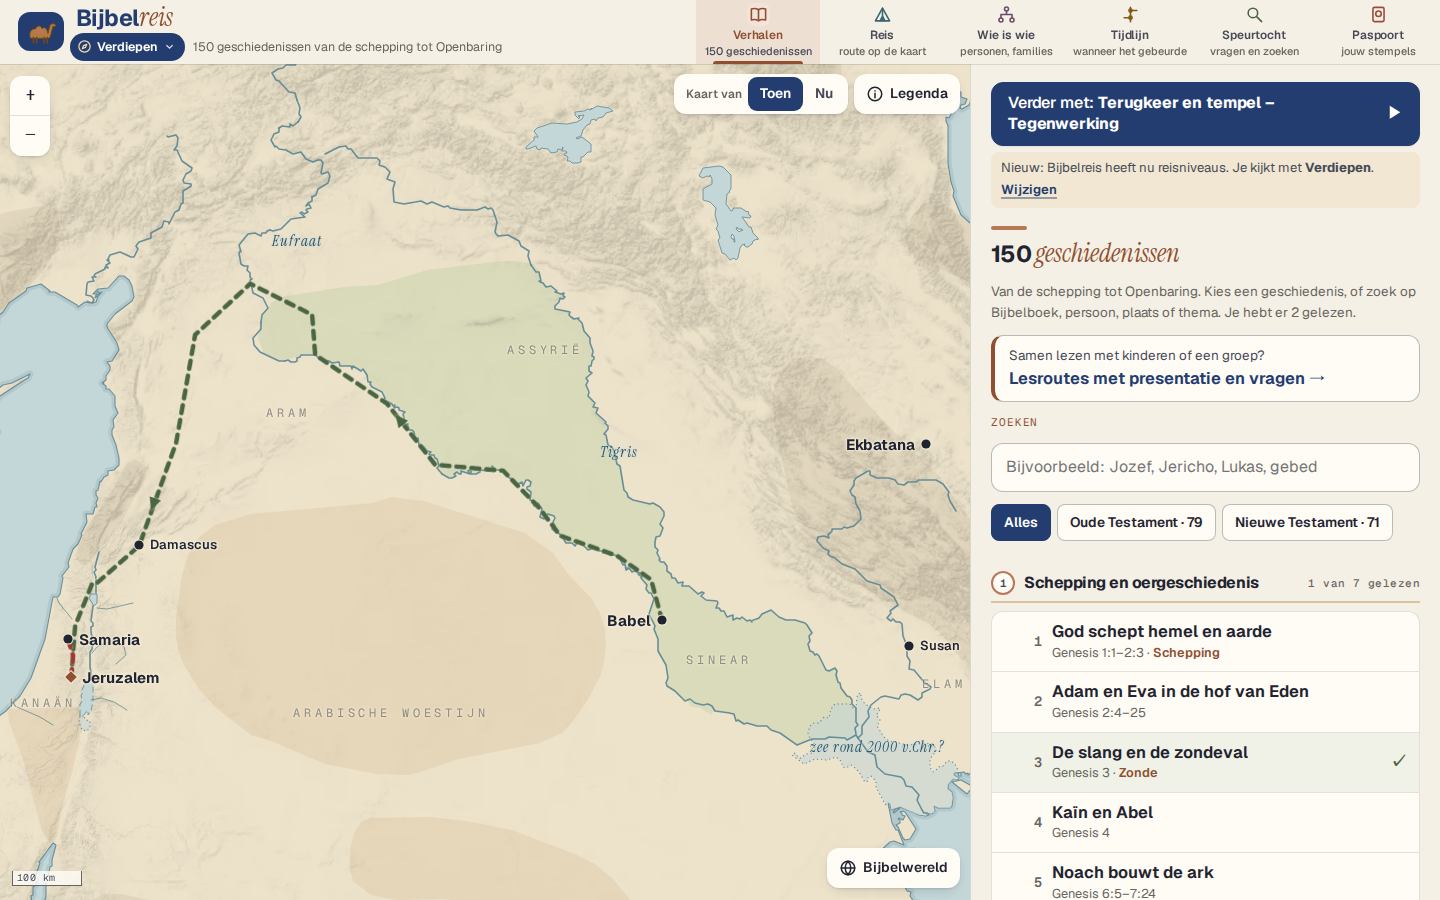 Bijbelreis
Verdiepen
150 geschiedenissen van de schepping tot Openbaring
Verhalen
150 geschiedenissen
Reis
route op de kaart
Wie is wie
personen, families
Tijdlijn
wanneer het gebeurde
Speurtocht
vragen en zoeken
Paspoort
jouw stempels
+
−
Kaart van Toen Nu
Legenda
Eufraat
ASSYRIË
ARAM
Tigris
Ekbatana
Damascus
Babel
Samaria
Susan
SINEAR
Jeruzalem
ELAM
KANAÄN
ARABISCHE WOESTIJN
zee rond 2000 v.Chr.?
100 km
Bijbelwereld
Verder met: Terugkeer en tempel –
Tegenwerking
Nieuw: Bijbelreis heeft nu reisniveaus. Je kijkt met Verdiepen.
Wijzigen
150 geschiedenissen
Van de schepping tot Openbaring. Kies een geschiedenis, of zoek op
Bijbelboek, persoon, plaats of thema. Je hebt er 2 gelezen.
Samen lezen met kinderen of een groep?
Lesroutes met presentatie en vragen →
ZOEKEN
Bijvoorbeeld: Jozef, Jericho, Lukas, gebed
Alles
Oude Testament · 79
Nieuwe Testament · 71
1 Schepping en oergeschiedenis 1 van 7 gelezen
1 God schept hemel en aarde
Genesis 1:1–2:3 · Schepping
2 Adam en Eva in de hof van Eden
Genesis 2:4–25
3 De slang en de zondeval ✓
Genesis 3 · Zonde
4 Kaïn en Abel
Genesis 4
5 Noach bouwt de ark
Genesis 6:5–7:24